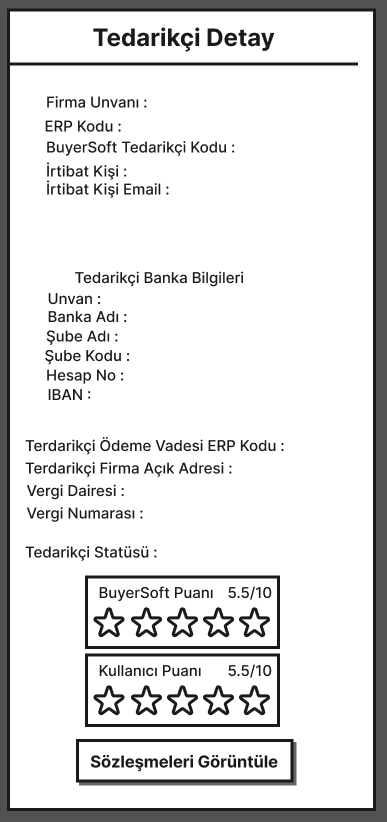 Tedarikçi Detay
Firma Unvanı :
ERP Kodu :
BuyerSoft Tedarikçi Kodu :
İrtibat Kişi :
İrtibat Kişi Email :
Tedarikçi Banka Bilgileri
Unvan :
Banka Adı :
Şube Adı :
Şube Kodu :
Hesap No :
IBAN :
Terdarikçi Ödeme Vadesi ERP Kodu :
Terdarikçi Firma Açık Adresi :
Vergi Dairesi :
Vergi Numarası :
Tedarikçi Statüsü :
BuyerSoft Puanı 5.5/10
Kullanıcı Puanı 5.5/10
Sözleşmeleri Görüntüle